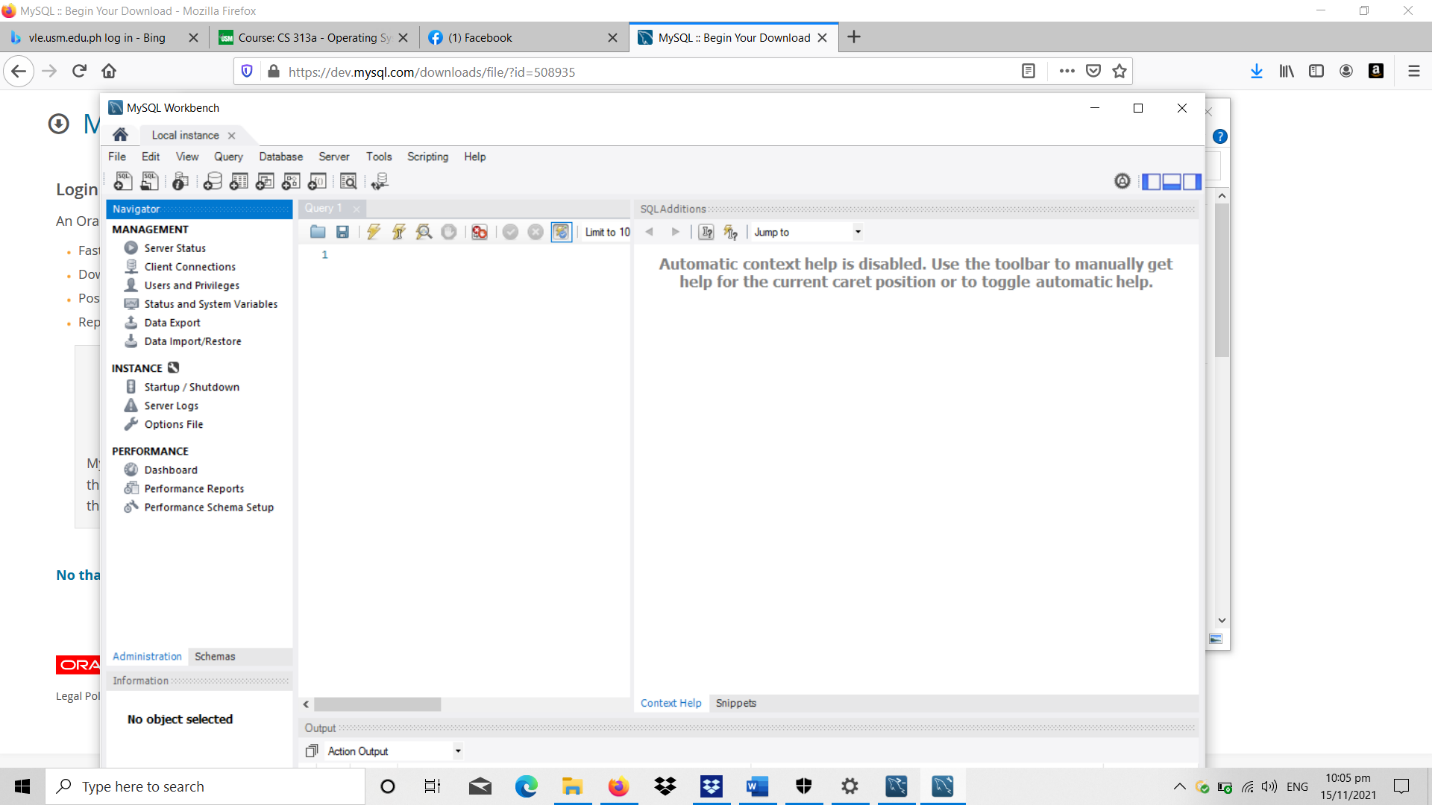 MySQL :: Begin Your Download - Mozilla Firefox
vle.usm.edu.ph log in - Bing
USM Course: CS 313a - Operating Sy
(1) Facebook
MySQL :: Begin Your Download
https://dev.mysql.com/downloads/file/?id=508935
M
Login
An Ora
Fast
Dow
Pos
Rep
My
th
th
No tha
ORA
Legal Pol
MySQL Workbench
Local instance
File Edit View Query Database Server Tools Scripting Help
Navigator
MANAGEMENT
Server Status
Client Connections
Users and Privileges
Status and System Variables
Data Export
Data Import/Restore
INSTANCE
Startup / Shutdown
Server Logs
Options File
PERFORMANCE
Dashboard
Performance Reports
Performance Schema Setup
Administration Schemas
Information
No object selected
Query 1
Limit to 10
1
SQLAdditions
Jump to
Automatic context help is disabled. Use the toolbar to manually get
help for the current caret position or to toggle automatic help.
Context Help Snippets
Output
Action Output
Type here to search
ENG
10:05 pm
15/11/2021